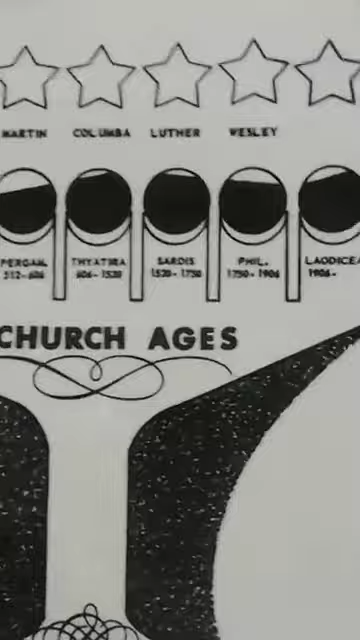 MARTIN COLUMBA LUTHER WESLEY
PERGAM. THYATIRA SARDIS PHIL. LAODICEA
312-606 606-1520 1520-1750 1750-1906 1906-
CHURCH AGES